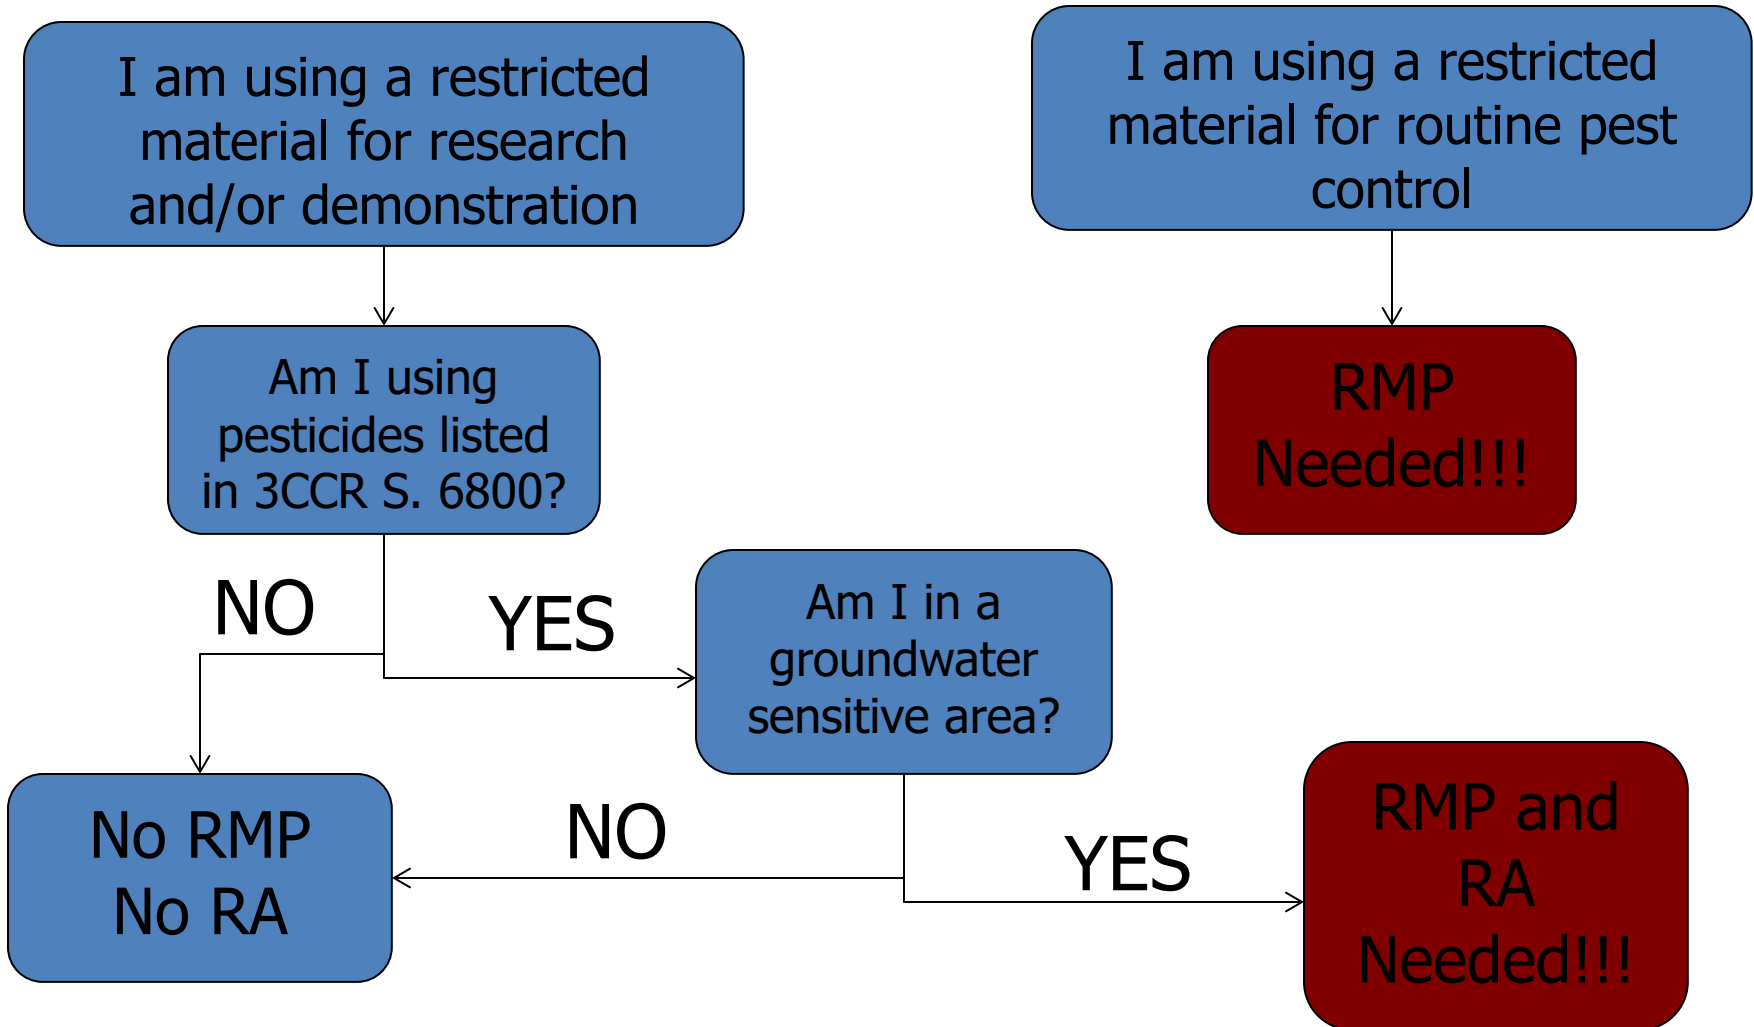 I am using a restricted
material for research
and/or demonstration
I am using a restricted
material for routine pest
control
Am I using
pesticides listed
in 3CCR S. 6800?
RMP
Needed!!!
NO
YES
Am I in a
groundwater
sensitive area?
No RMP
No RA
NO
YES
RMP and
RA
Needed!!!